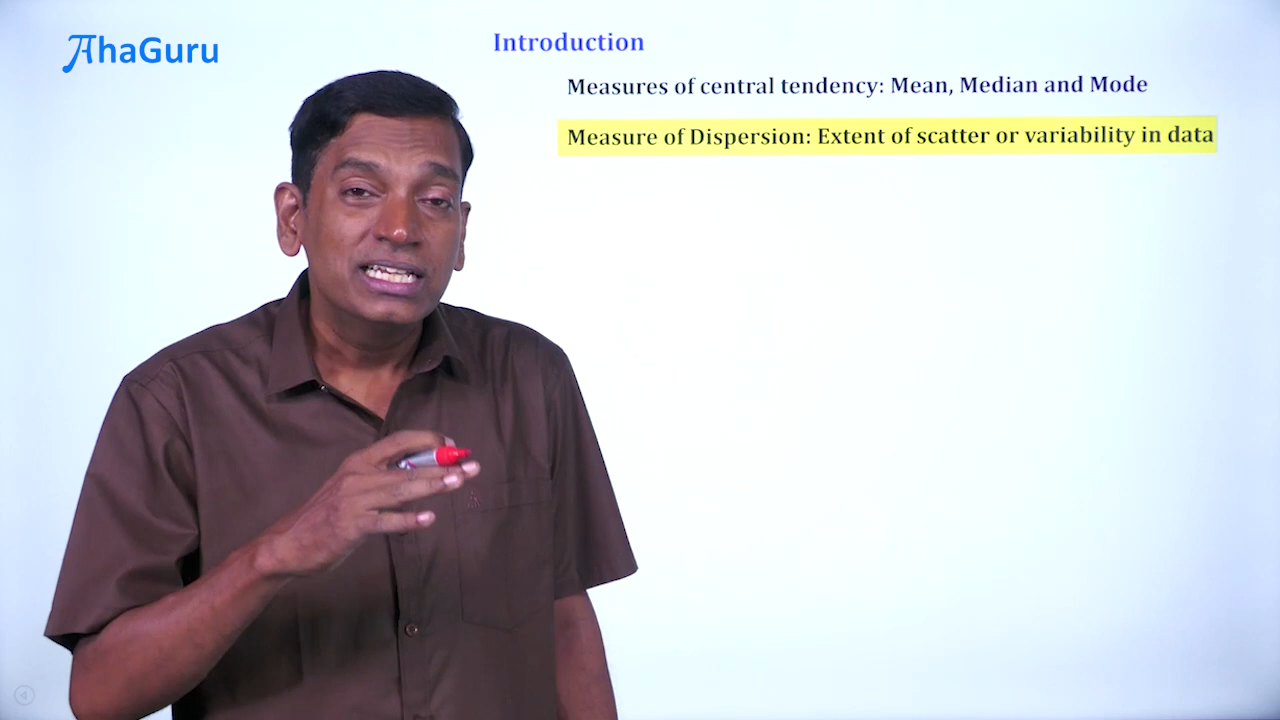 AhaGuru
Introduction
Measures of central tendency: Mean, Median and Mode
Measure of Dispersion: Extent of scatter or variability in data